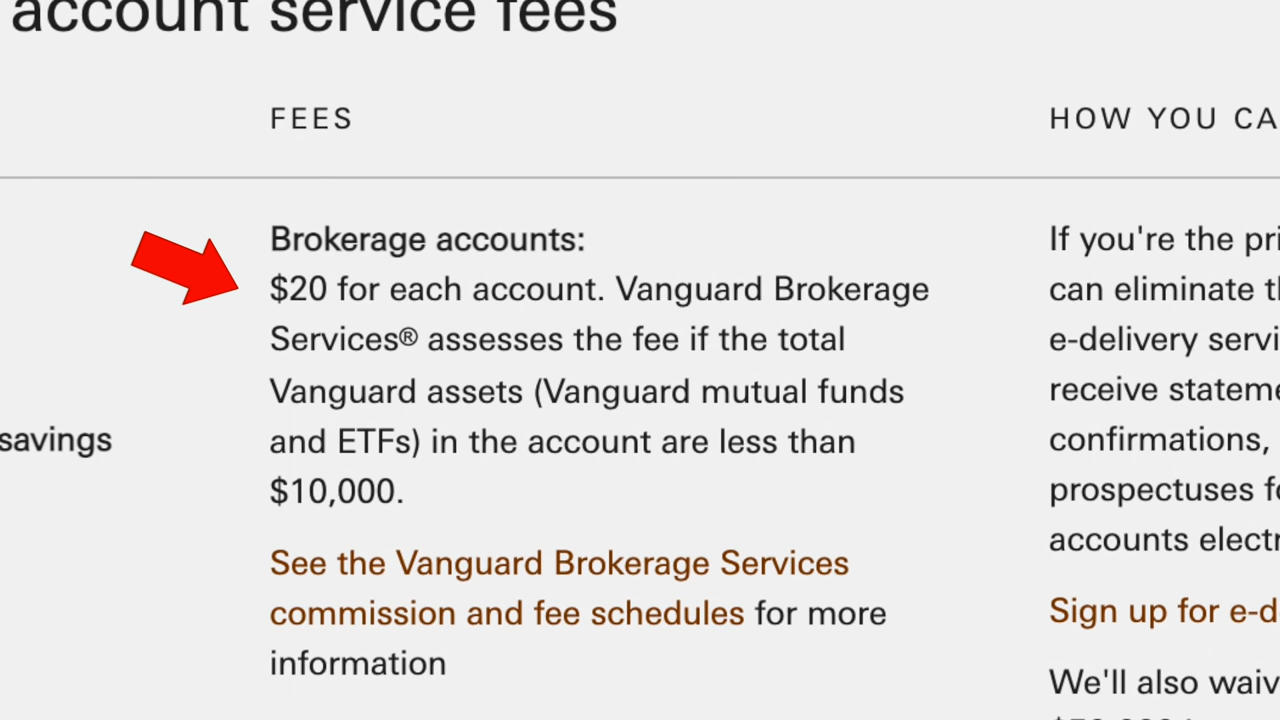 account service fees
FEES
HOW YOU CA
Brokerage accounts:
$20 for each account. Vanguard Brokerage
Services® assesses the fee if the total
Vanguard assets (Vanguard mutual funds
and ETFs) in the account are less than
$10,000.
See the Vanguard Brokerage Services
commission and fee schedules for more
information
savings
If you're the pri
can eliminate th
e-delivery servi
receive stateme
confirmations,
prospectuses fo
accounts electr
Sign up for e-d
We'll also waiv